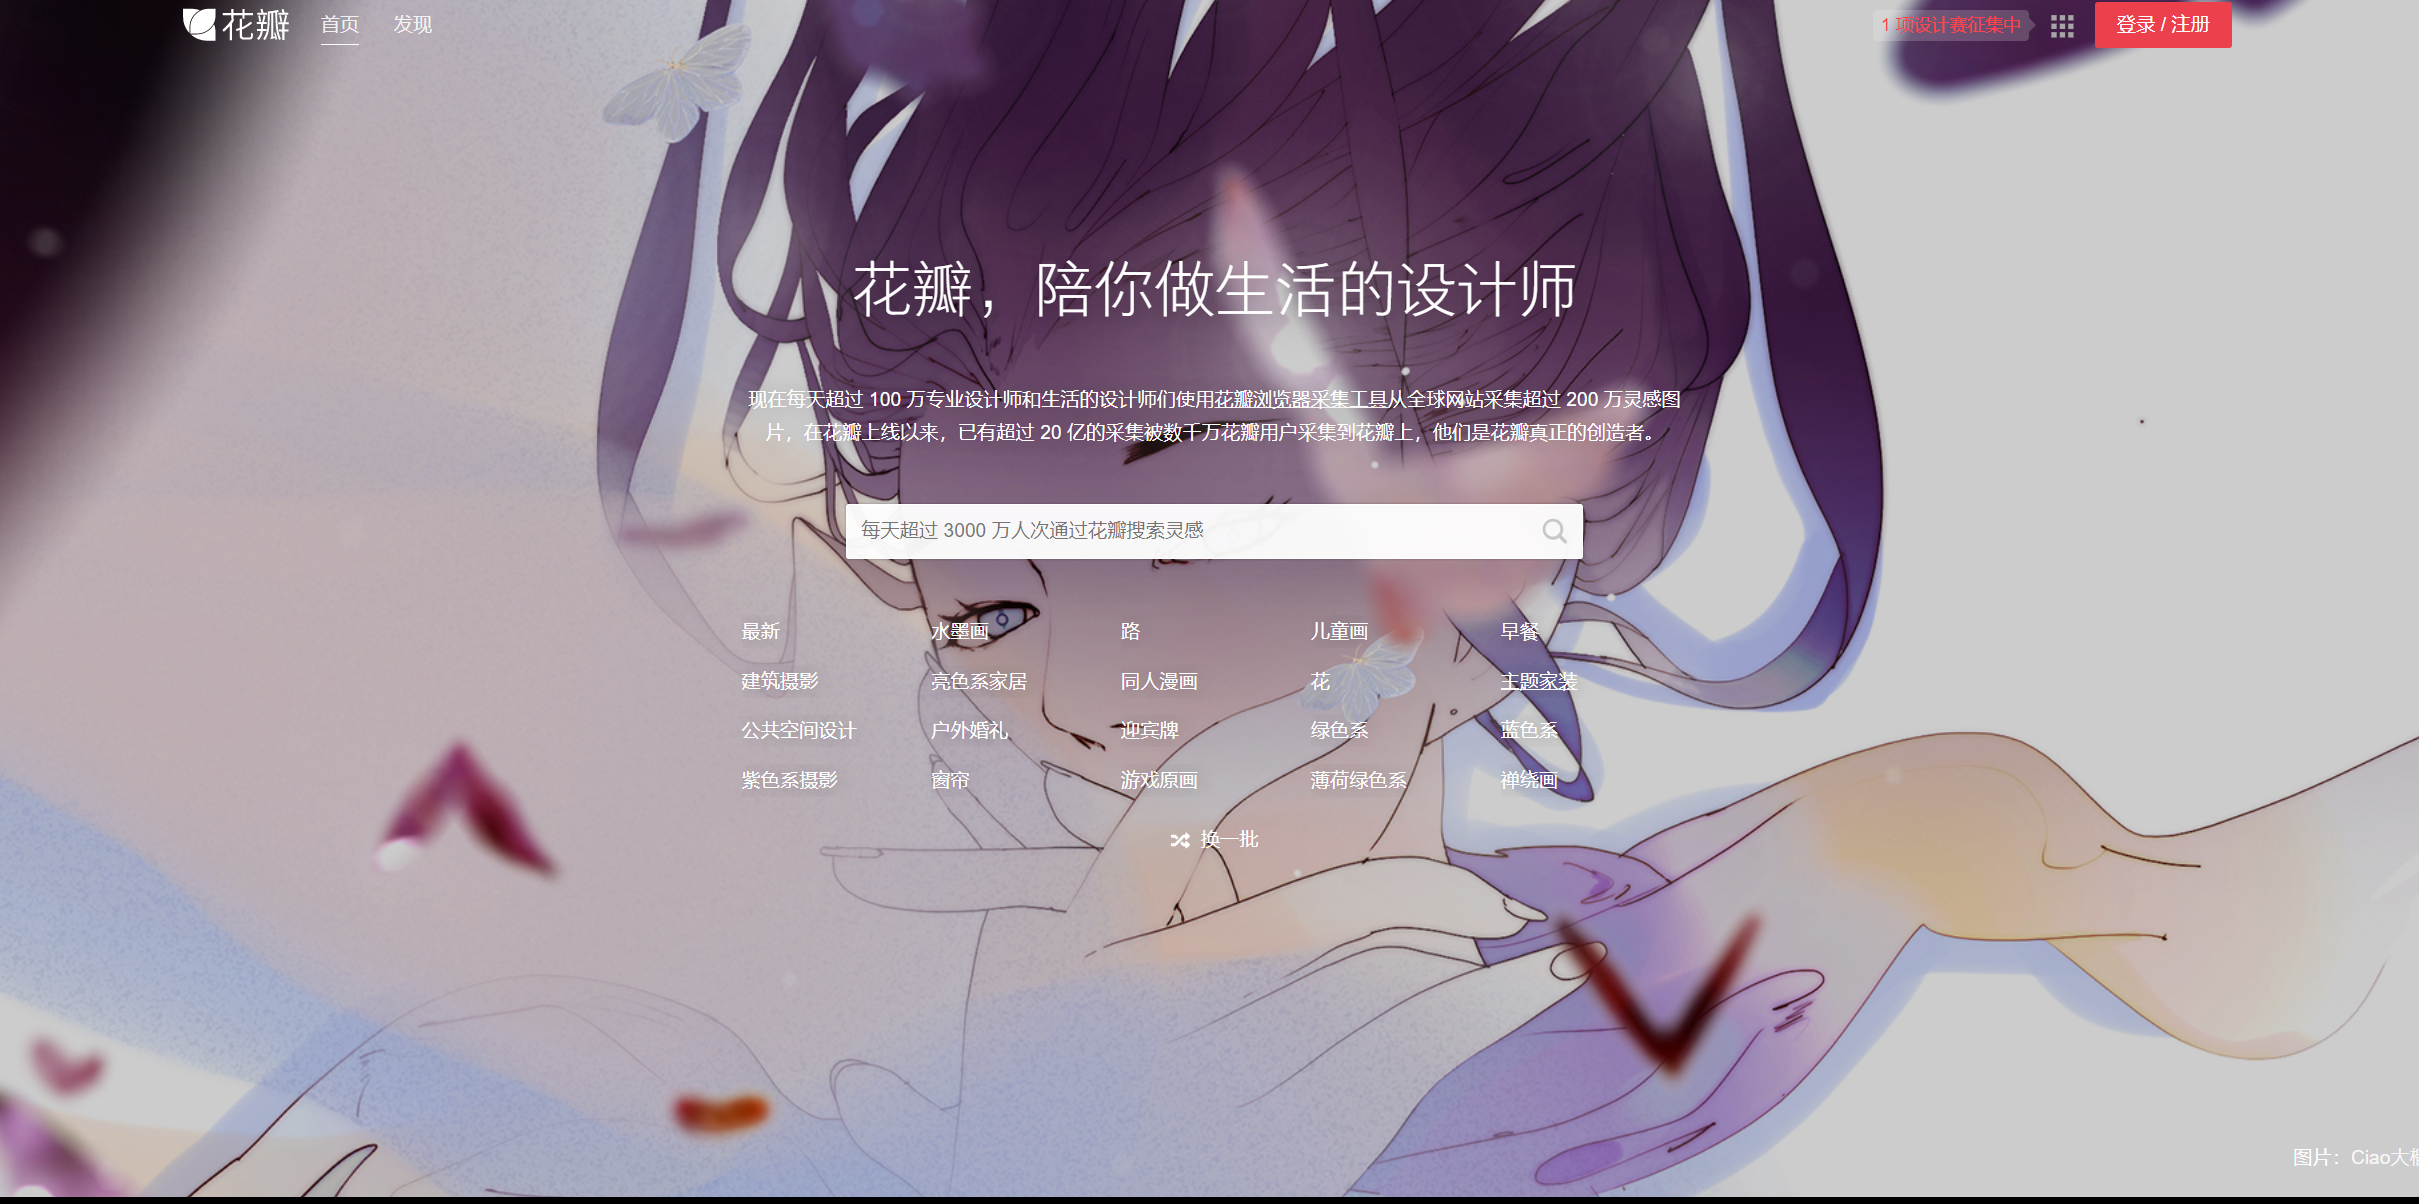 花瓣 首页 发现 1 项设计赛征集中 登录 / 注册
花瓣，陪你做生活的设计师
现在每天超过 100 万专业设计师和生活的设计师们使用花瓣浏览器采集工具从全球网站采集超过 200 万灵感图
片，在花瓣上线以来，已有超过 20 亿的采集被数千万花瓣用户采集到花瓣上，他们是花瓣真正的创造者。
每天超过 3000 万人次通过花瓣搜索灵感
最新 水墨画 路 儿童画 早餐
建筑摄影 亮色系家居 同人漫画 花 主题家装
公共空间设计 户外婚礼 迎宾牌 绿色系 蓝色系
紫色系摄影 窗帘 游戏原画 薄荷绿色系 禅绕画
换一批
图片：Ciao大